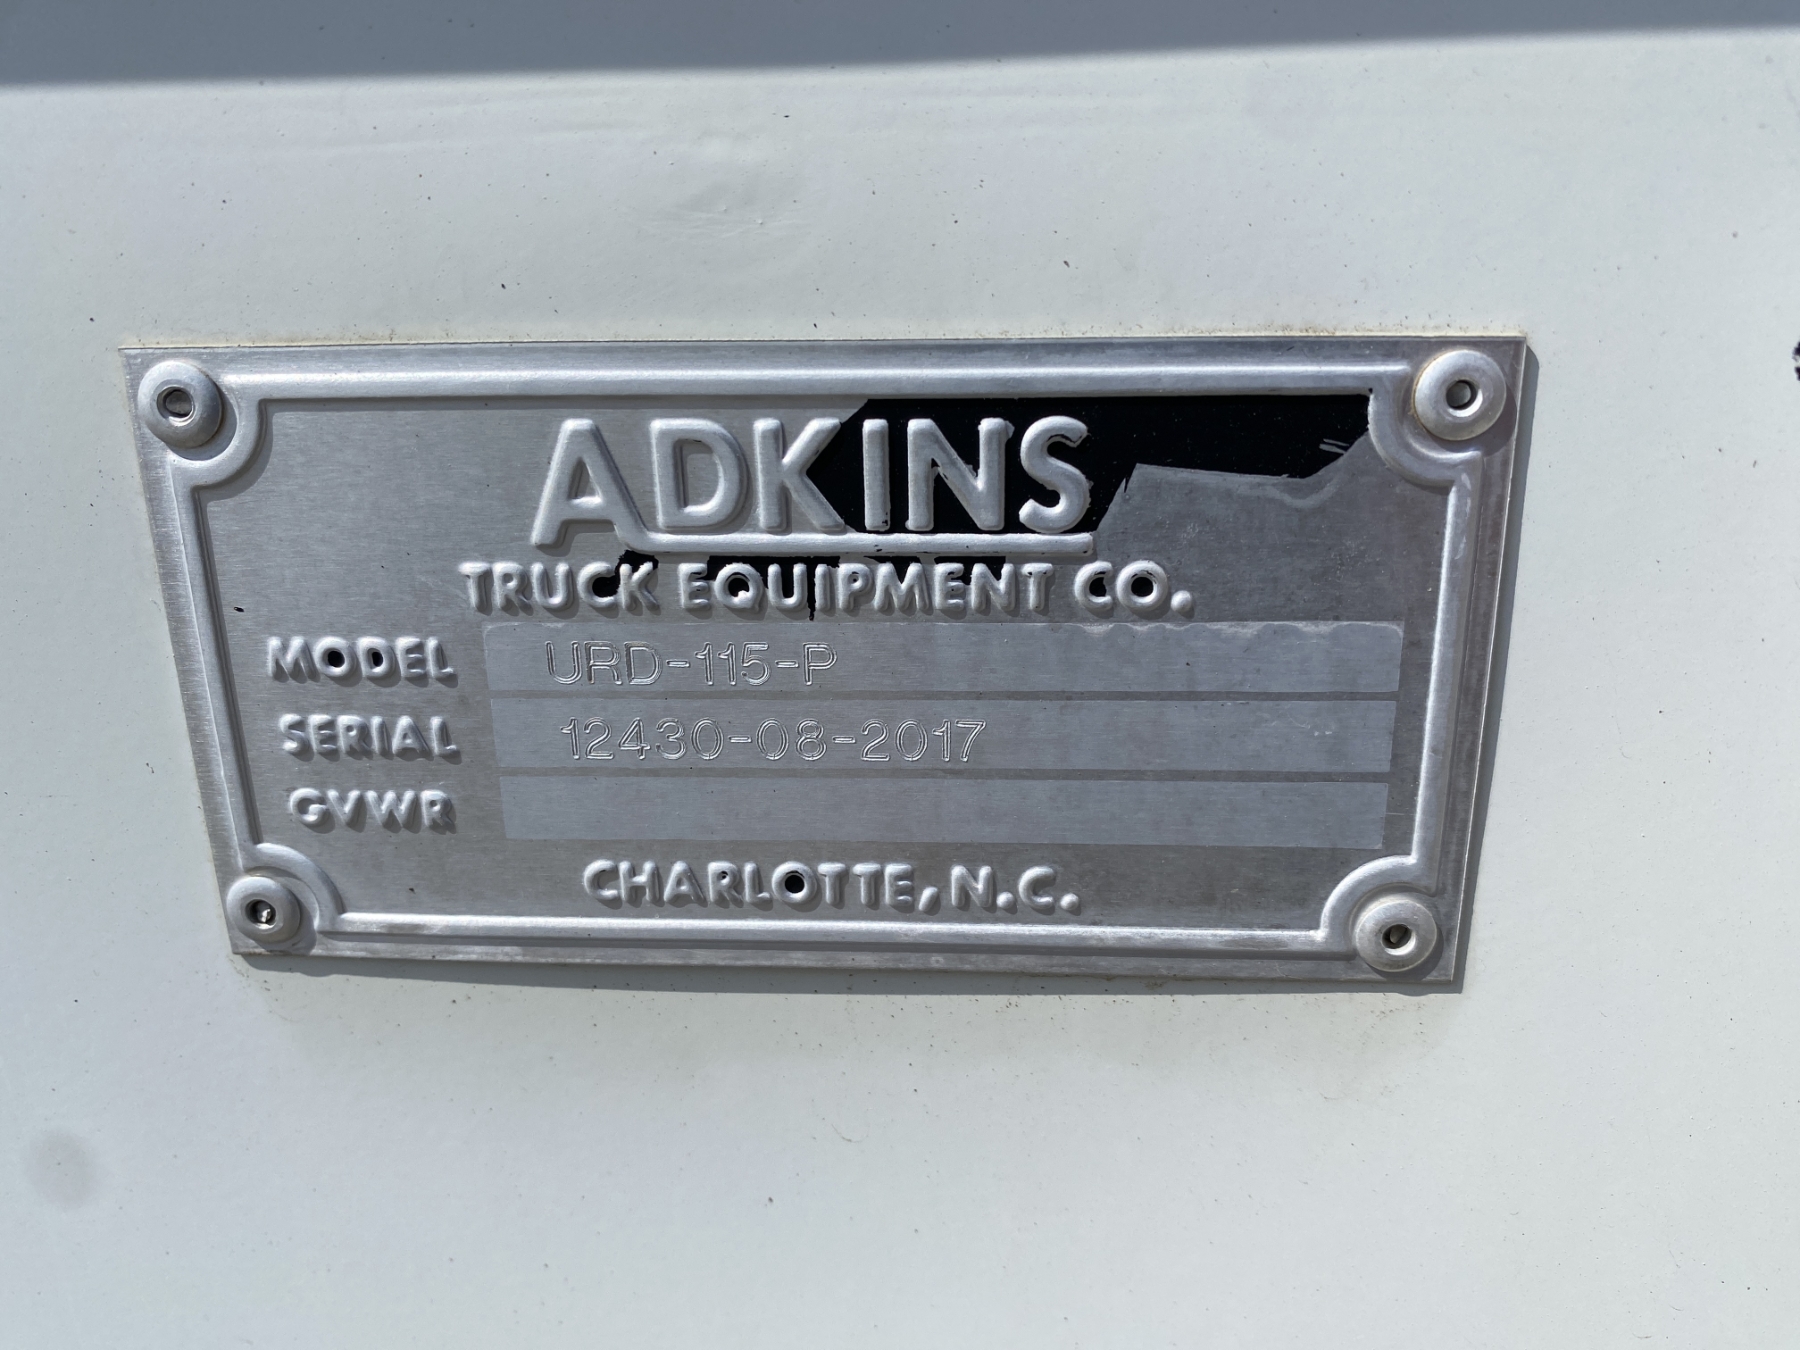 ADKINS
TRUCK EQUIPMENT CO.
MODEL URD-115-P
SERIAL 12430-08-2017
GVWR
CHARLOTTE, N.C.